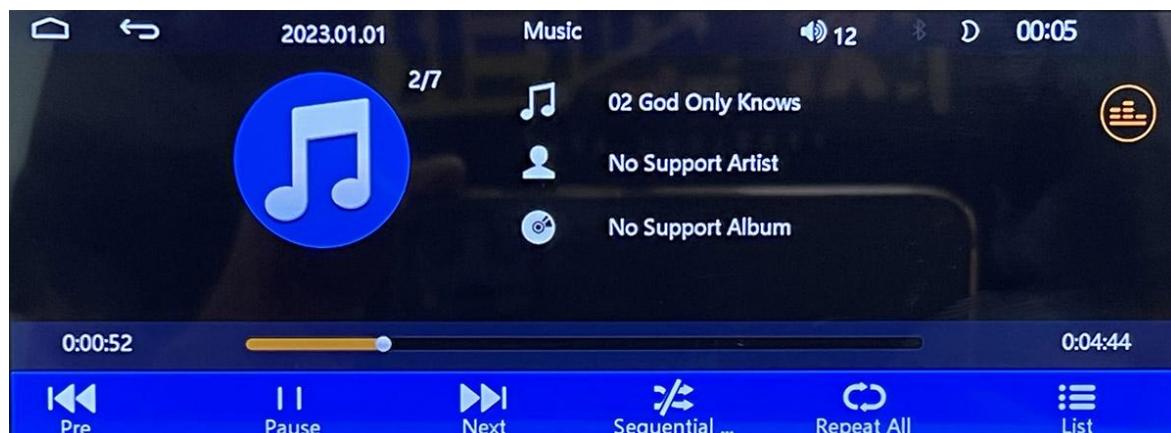 2023.01.01 Music 12 00:05
2/7
02 God Only Knows
No Support Artist
No Support Album
0:00:52 0:04:44
Pre Pause Next Sequential ... Repeat All List